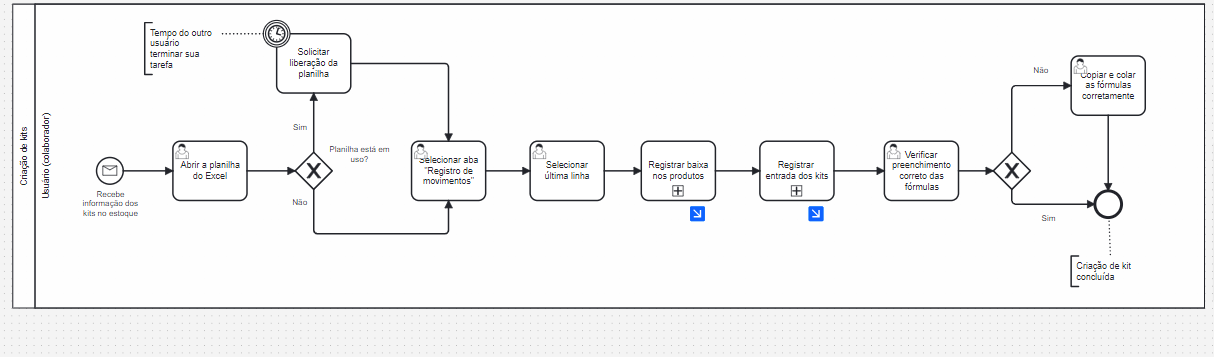 Criação de kits
Usuário (colaborador)
Tempo do outro
usuário
terminar sua
tarefa
Solicitar
liberação da
planilha
Sim
Planilha está em
uso?
Não
Recebe
informação dos
kits no estoque
Abrir a planilha
do Excel
Selecionar aba
"Registro de
movimentos"
Selecionar
última linha
Registrar baixa
nos produtos
Registrar
entrada dos kits
Verificar
preenchimento
correto das
fórmulas
Não
Copiar e colar
as fórmulas
corretamente
Sim
Criação de kit
concluída